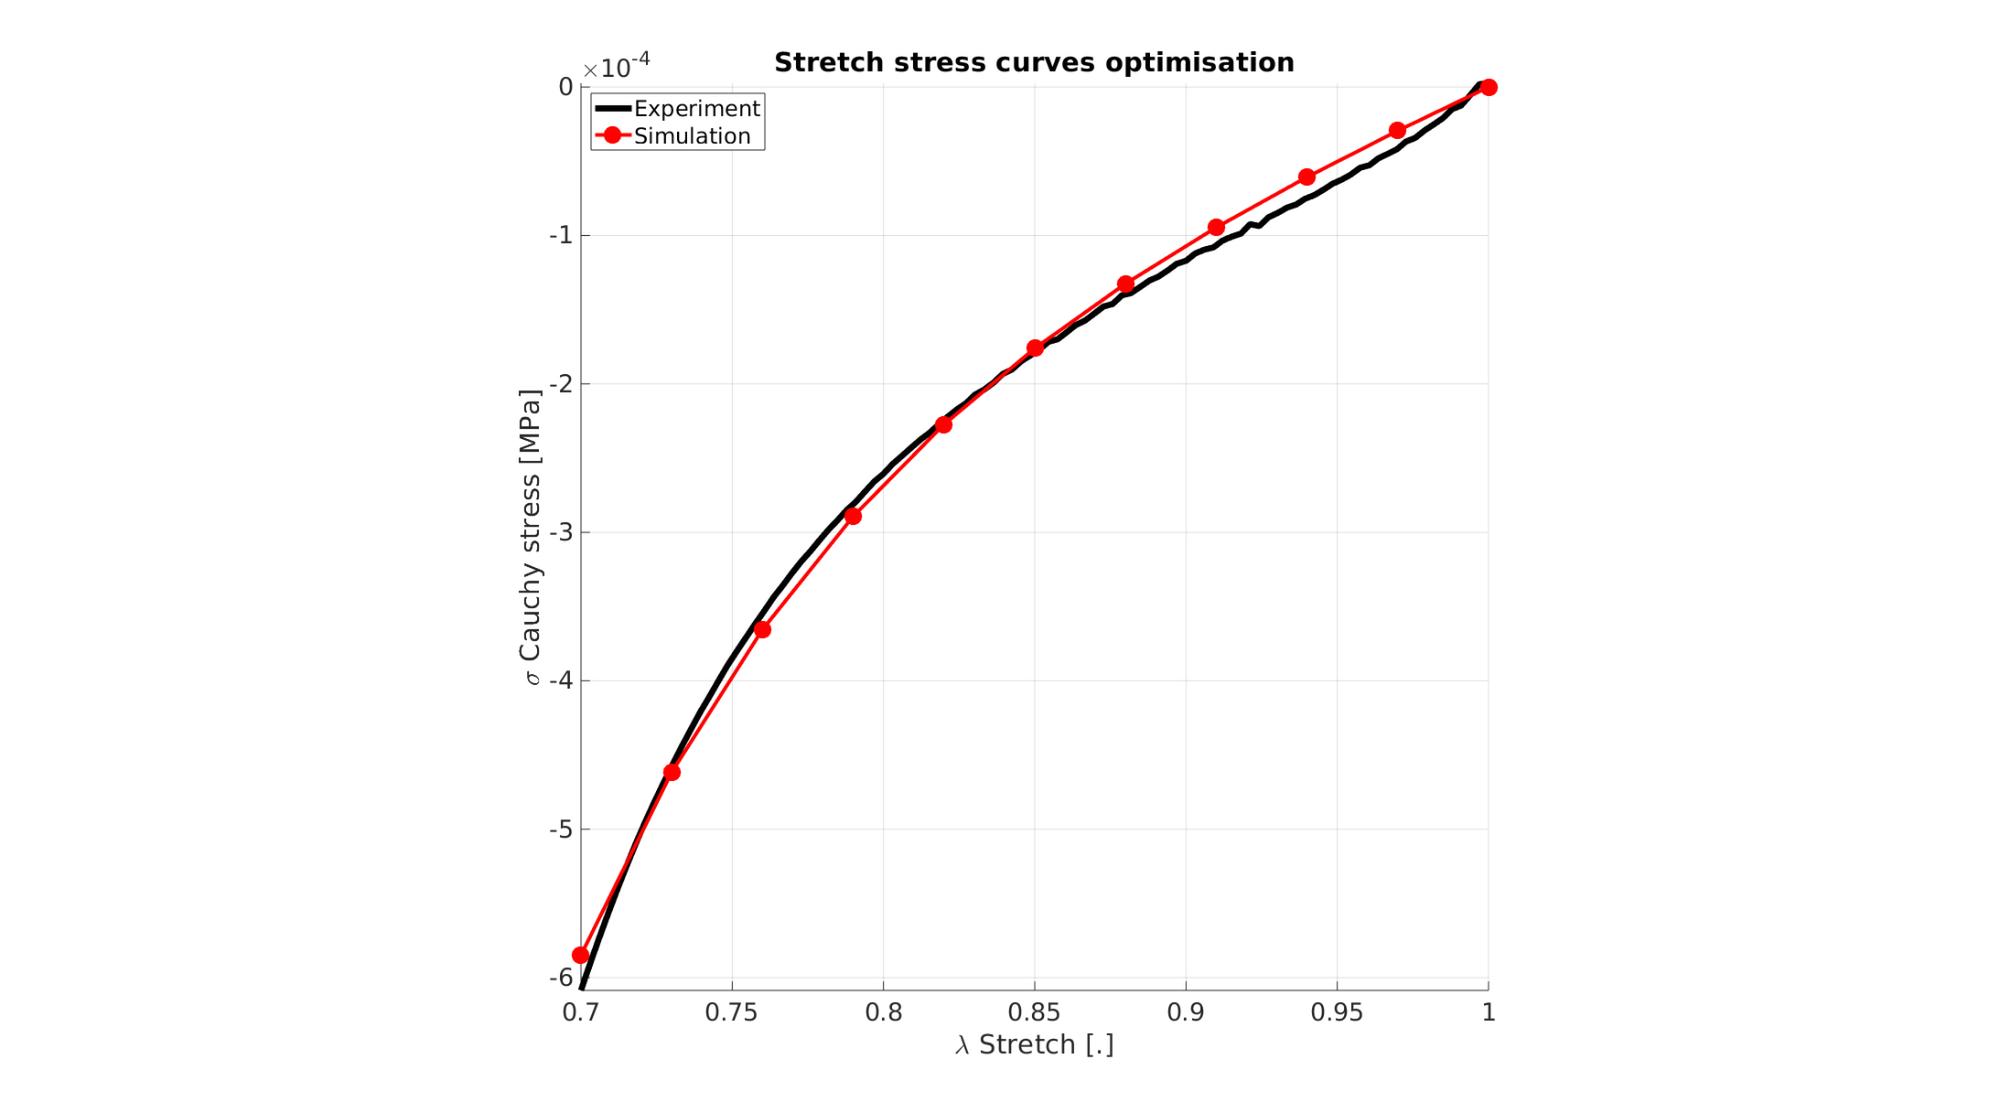 Stretch stress curves optimisation
×10⁻⁴
Experiment
Simulation
0
-1
-2
-3
-4
-5
-6
σ Cauchy stress [MPa]
0.7 0.75 0.8 0.85 0.9 0.95 1
λ Stretch [.]